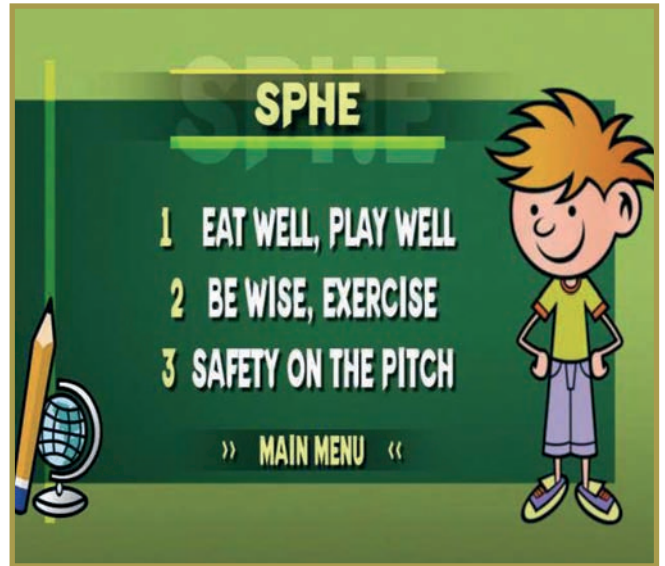 SPHE
1 EAT WELL, PLAY WELL
2 BE WISE, EXERCISE
3 SAFETY ON THE PITCH
>> MAIN MENU <<